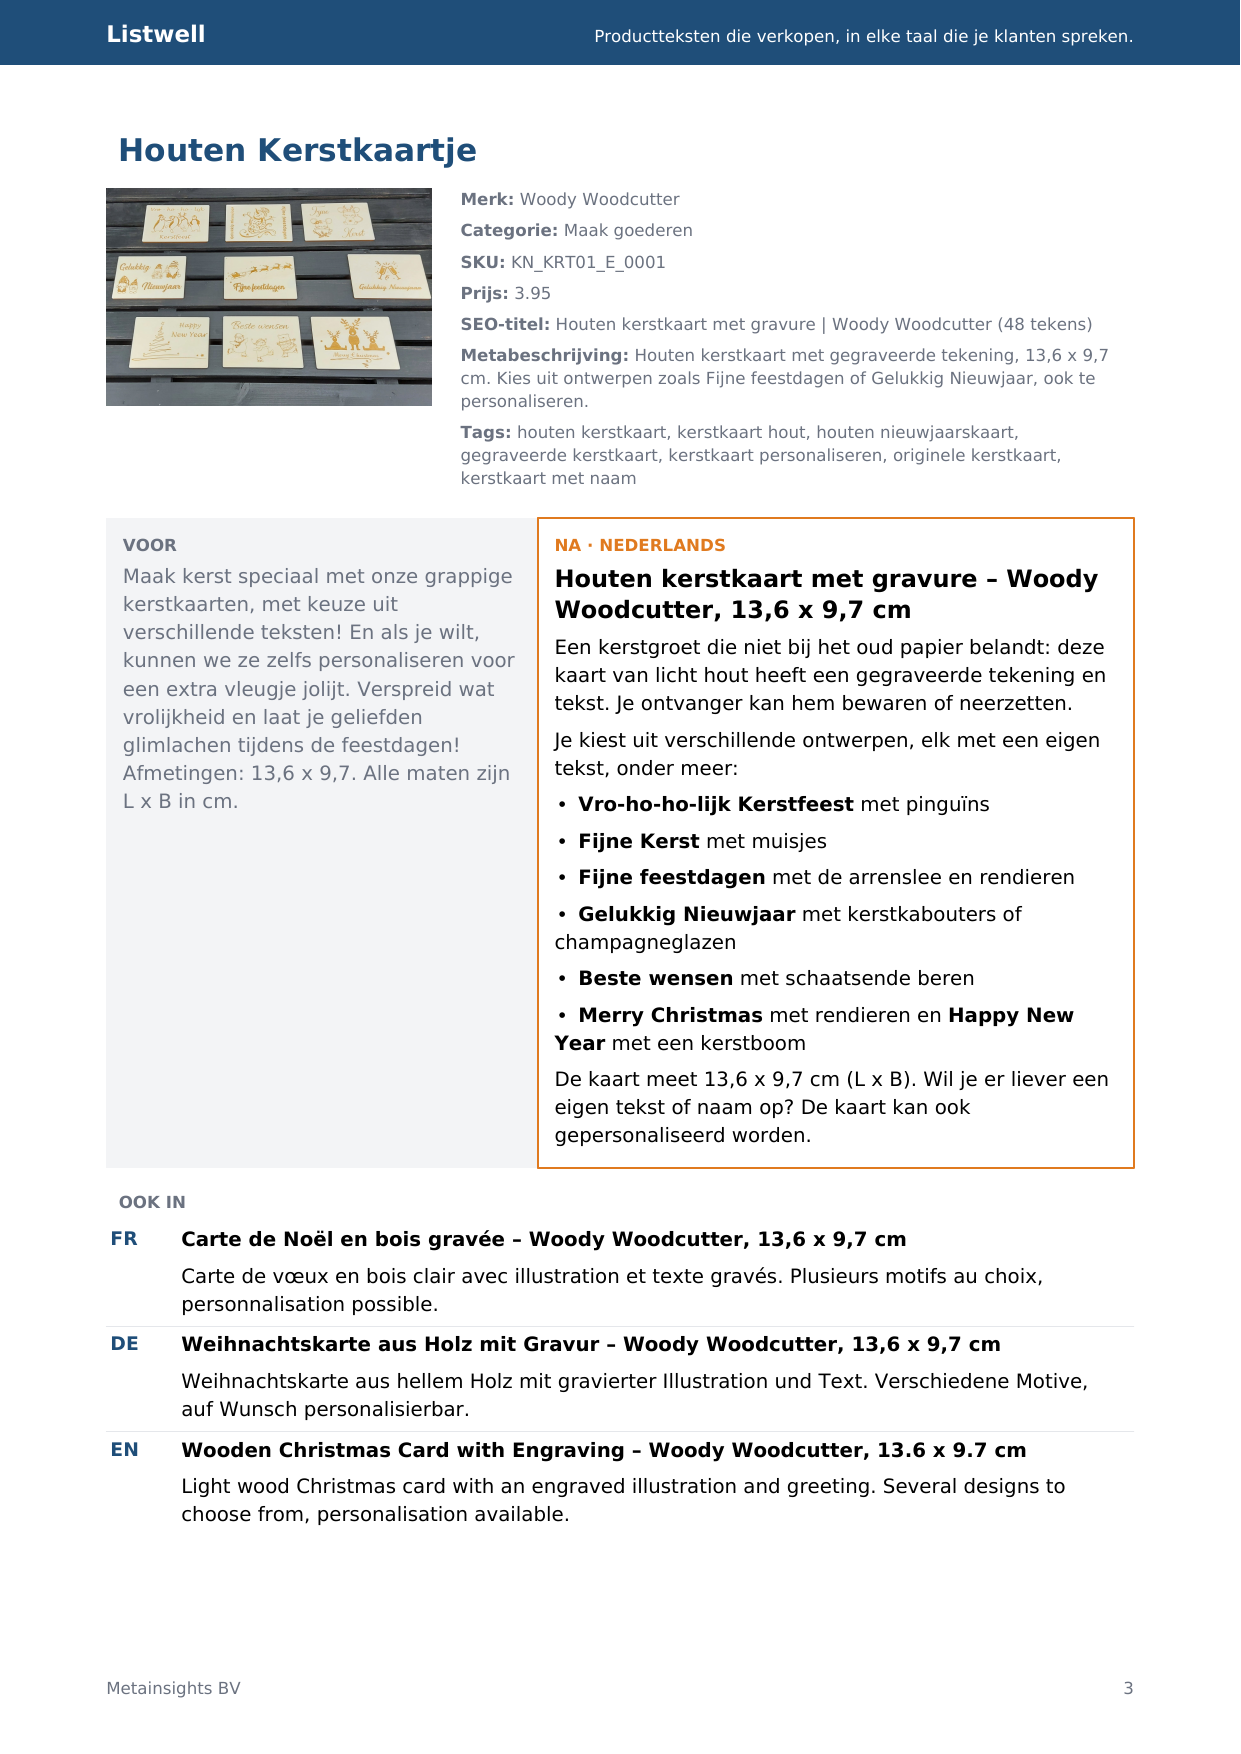 Listwell
Productteksten die verkopen, in elke taal die je klanten spreken.
Houten Kerstkaartje
Gelukkig
Nieuwjaar
Fijne feestdagen
Gelukkig Nieuwjaar
Happy
New Year
Beste wensen
Merk: Woody Woodcutter
Categorie: Maak goederen
SKU: KN_KRT01_E_0001
Prijs: 3.95
SEO-titel: Houten kerstkaart met gravure | Woody Woodcutter (48 tekens)
Metabeschrijving: Houten kerstkaart met gegraveerde tekening, 13,6 x 9,7
cm. Kies uit ontwerpen zoals Fijne feestdagen of Gelukkig Nieuwjaar, ook te
personaliseren.
Tags: houten kerstkaart, kerstkaart hout, houten nieuwjaarskaart,
gegraveerde kerstkaart, kerstkaart personaliseren, originele kerstkaart,
kerstkaart met naam
VOOR
Maak kerst speciaal met onze grappige
kerstkaarten, met keuze uit
verschillende teksten! En als je wilt,
kunnen we ze zelfs personaliseren voor
een extra vleugje jolijt. Verspreid wat
vrolijkheid en laat je geliefden
glimlachen tijdens de feestdagen!
Afmetingen: 13,6 x 9,7. Alle maten zijn
L x B in cm.
NA · NEDERLANDS
Houten kerstkaart met gravure – Woody
Woodcutter, 13,6 x 9,7 cm
Een kerstgroet die niet bij het oud papier belandt: deze
kaart van licht hout heeft een gegraveerde tekening en
tekst. Je ontvanger kan hem bewaren of neerzetten.
Je kiest uit verschillende ontwerpen, elk met een eigen
tekst, onder meer:
• Vro-ho-ho-lijk Kerstfeest met pinguïns
• Fijne Kerst met muisjes
• Fijne feestdagen met de arrenslee en rendieren
• Gelukkig Nieuwjaar met kerstkabouters of
champagneglazen
• Beste wensen met schaatsende beren
• Merry Christmas met rendieren en Happy New
Year met een kerstboom
De kaart meet 13,6 x 9,7 cm (L x B). Wil je er liever een
eigen tekst of naam op? De kaart kan ook
gepersonaliseerd worden.
OOK IN
FR
Carte de Noël en bois gravée – Woody Woodcutter, 13,6 x 9,7 cm
Carte de vœux en bois clair avec illustration et texte gravés. Plusieurs motifs au choix,
personnalisation possible.
DE
Weihnachtskarte aus Holz mit Gravur – Woody Woodcutter, 13,6 x 9,7 cm
Weihnachtskarte aus hellem Holz mit gravierter Illustration und Text. Verschiedene Motive,
auf Wunsch personalisierbar.
EN
Wooden Christmas Card with Engraving – Woody Woodcutter, 13.6 x 9.7 cm
Light wood Christmas card with an engraved illustration and greeting. Several designs to
choose from, personalisation available.
Metainsights BV
3